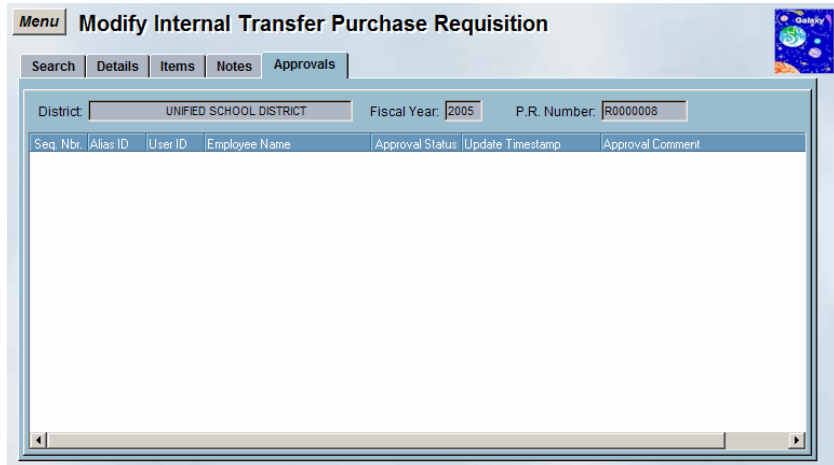 Menu Modify Internal Transfer Purchase Requisition
Galaxy
Search Details Items Notes Approvals
District: UNIFIED SCHOOL DISTRICT Fiscal Year: 2005 P.R. Number: R0000008
Seq. Nbr. Alias ID User ID Employee Name Approval Status Update Timestamp Approval Comment